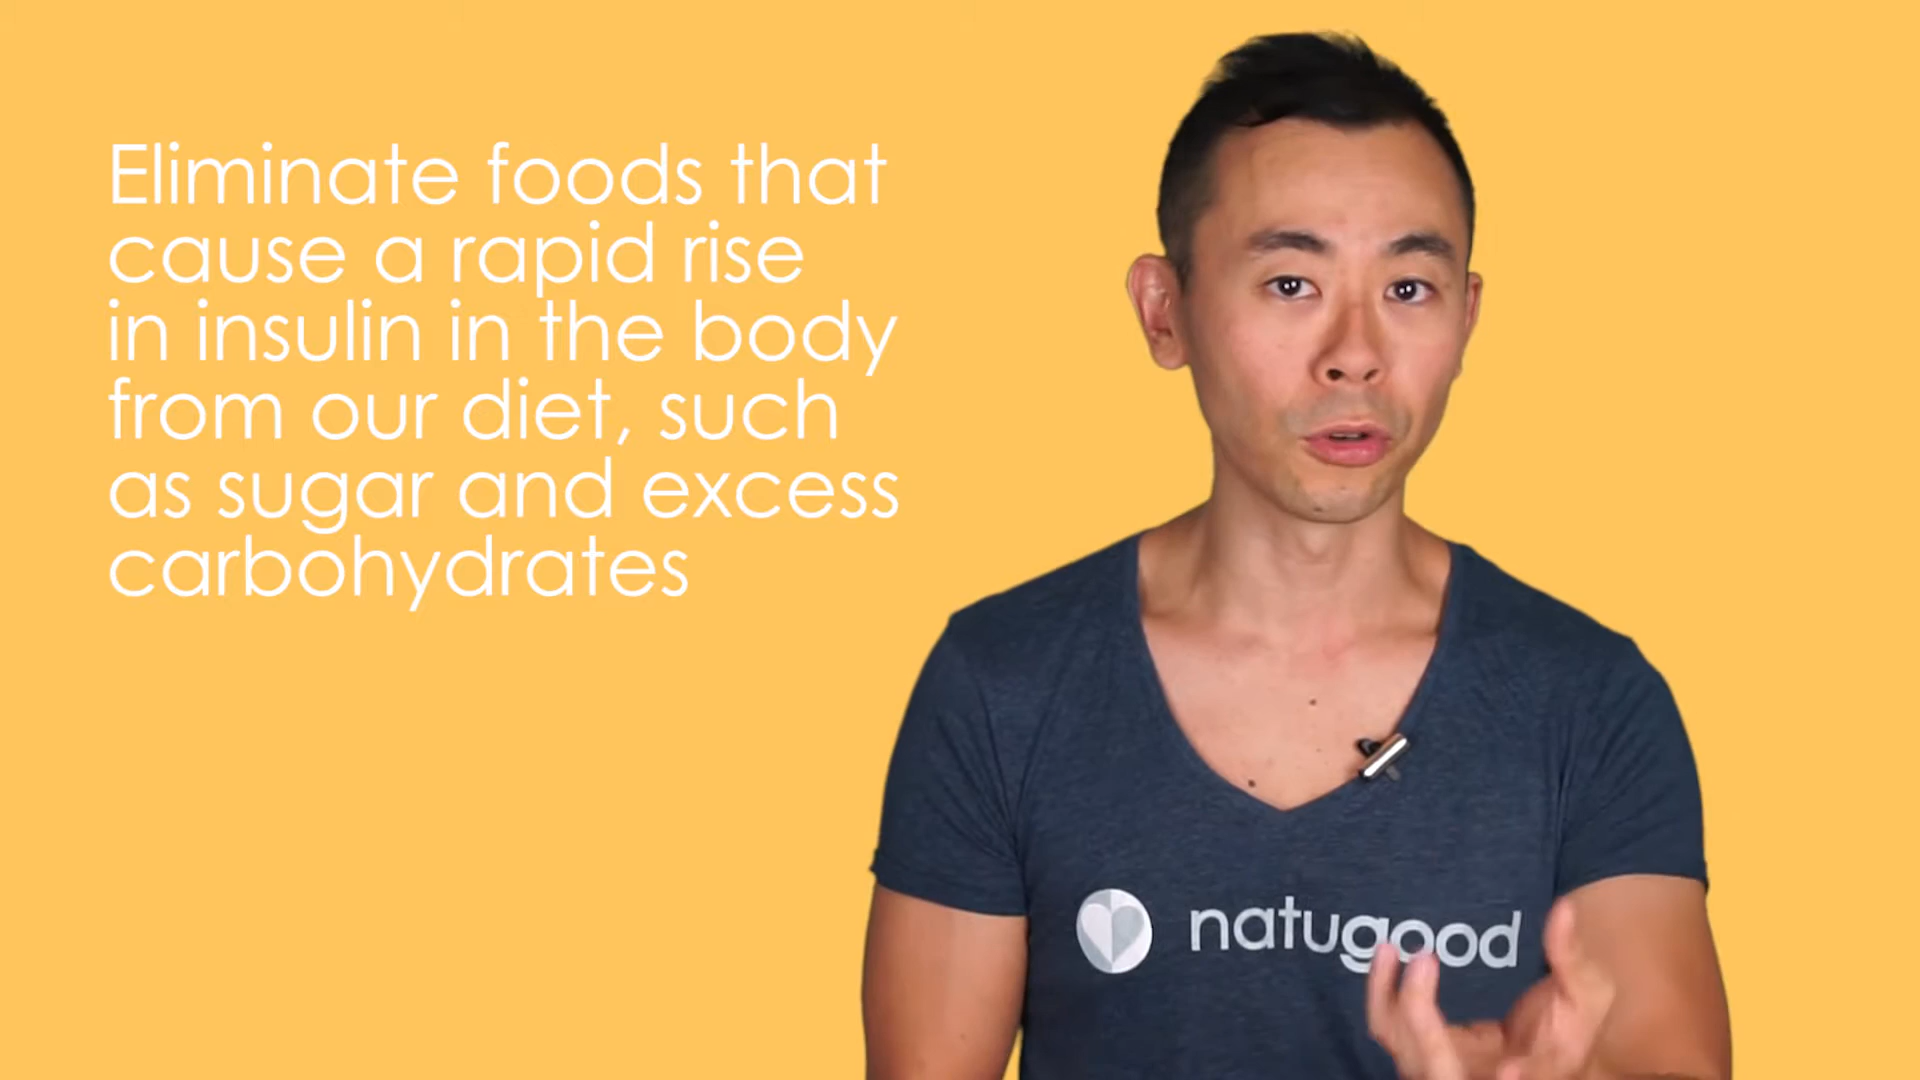 Eliminate foods that
cause a rapid rise
in insulin in the body
from our diet, such
as sugar and excess
carbohydrates
natugood